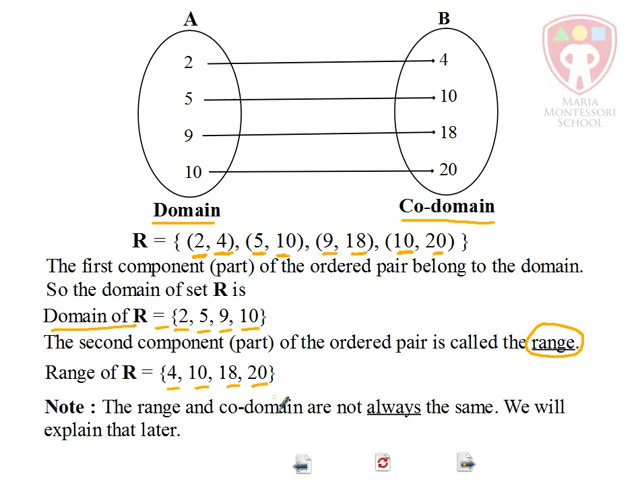 A B
2 4
5 10
9 18
10 20
Domain Co-domain
MARIA
MONTESSORI
SCHOOL
R = { (2, 4), (5, 10), (9, 18), (10, 20) }
The first component (part) of the ordered pair belong to the domain.
So the domain of set R is
Domain of R = {2, 5, 9, 10}
The second component (part) of the ordered pair is called the range.
Range of R = {4, 10, 18, 20}
Note : The range and co-domain are not always the same. We will
explain that later.